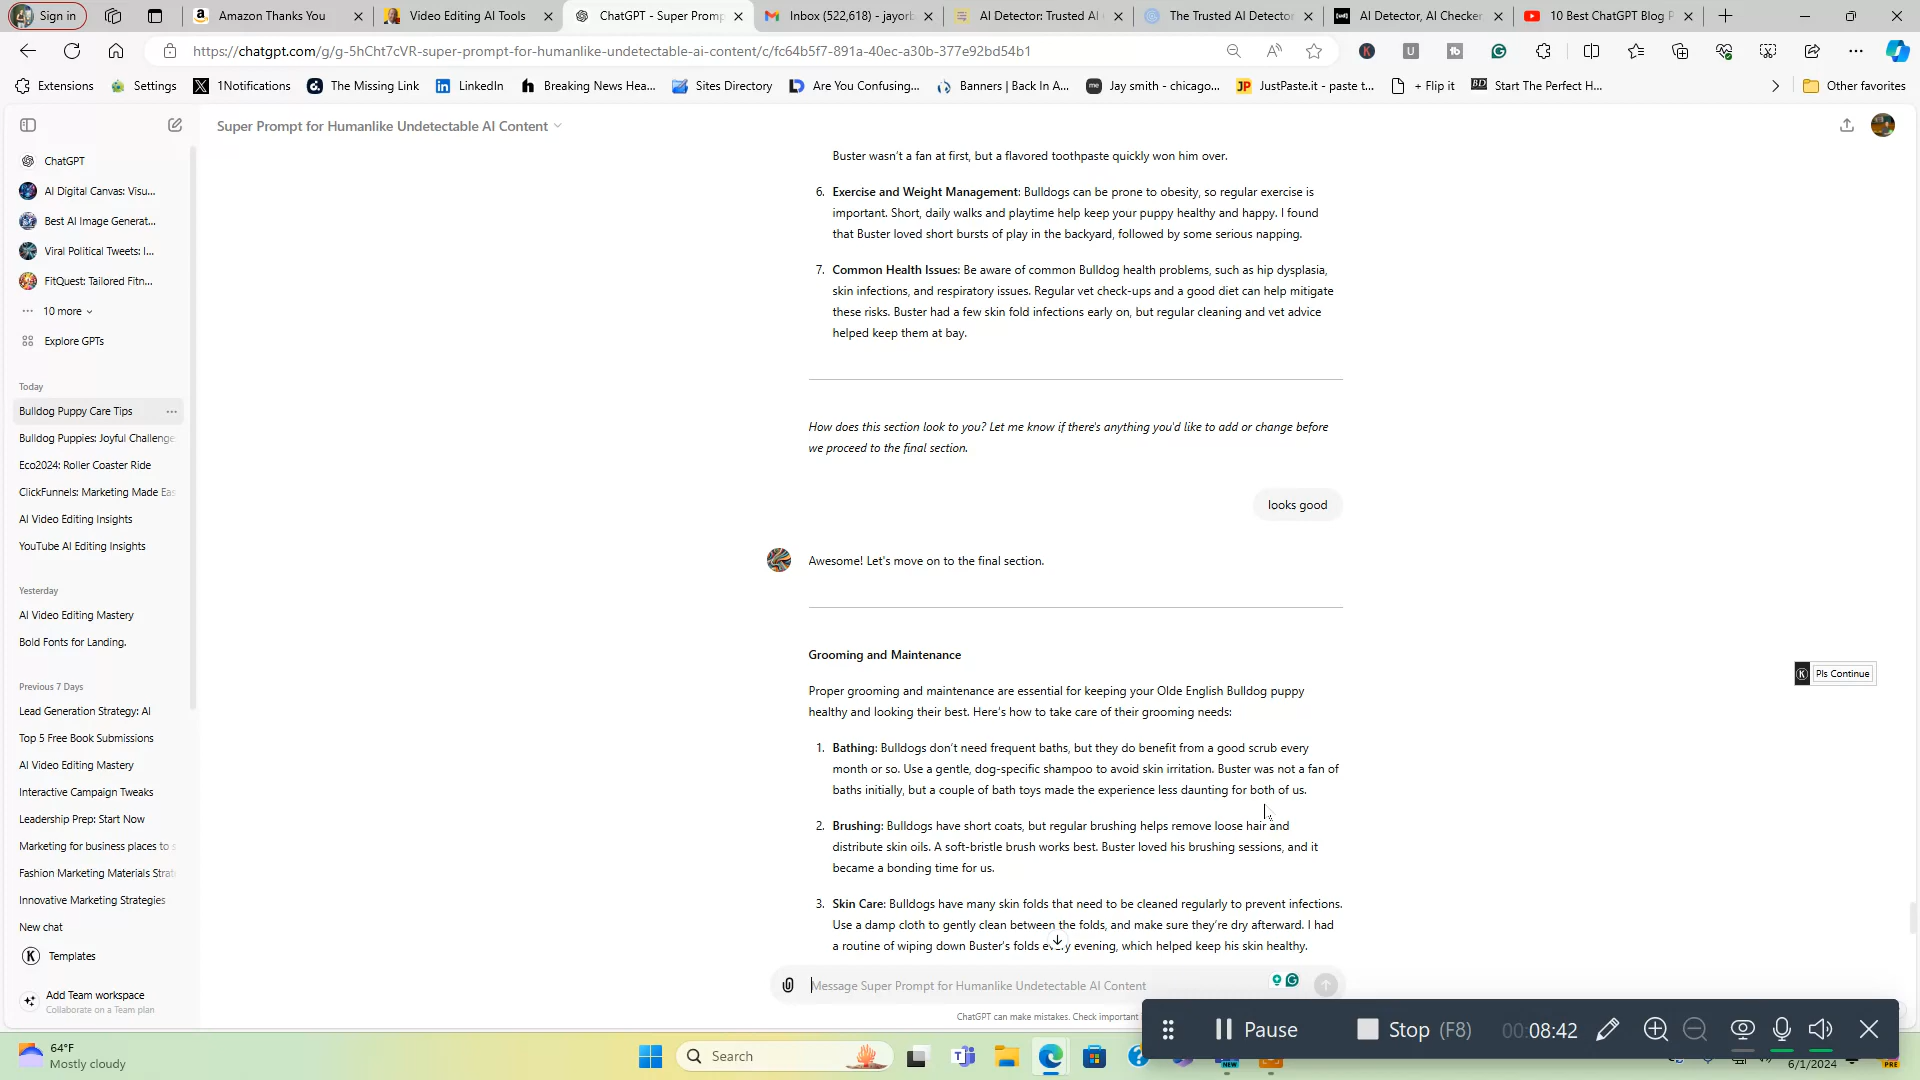 Sign in
Amazon Thanks You
Video Editing AI Tools
ChatGPT - Super Promp
Inbox (522,618) - jayorb
AI Detector: Trusted AI
The Trusted AI Detecto
AI Detector, AI Checker
10 Best ChatGPT Blog P
https://chatgpt.com/g/g-5hCht7cVR-super-prompt-for-humanlike-undetectable-ai-content/c/fc64b5f7-891a-40ec-a30b-377e92bd54b1
Extensions
Settings
1Notifications
The Missing Link
LinkedIn
Breaking News Hea...
Sites Directory
Are You Confusing...
Banners | Back In A...
Jay smith - chicago...
JustPaste.it - paste t...
+ Flip it
Start The Perfect H...
Other favorites
Super Prompt for Humanlike Undetectable AI Content
ChatGPT
AI Digital Canvas: Visu...
Best AI Image Generat...
Viral Political Tweets: I...
FitQuest: Tailored Fitn...
10 more
Explore GPTs
Today
Bulldog Puppy Care Tips
Bulldog Puppies: Joyful Challenge
Eco2024: Roller Coaster Ride
ClickFunnels: Marketing Made Eas
AI Video Editing Insights
YouTube AI Editing Insights
Yesterday
AI Video Editing Mastery
Bold Fonts for Landing.
Previous 7 Days
Lead Generation Strategy: AI
Top 5 Free Book Submissions
AI Video Editing Mastery
Interactive Campaign Tweaks
Leadership Prep: Start Now
Marketing for business places to s
Fashion Marketing Materials Strat
Innovative Marketing Strategies
New chat
Templates
Add Team workspace
Collaborate on a Team plan
Buster wasn't a fan at first, but a flavored toothpaste quickly won him over.
6. Exercise and Weight Management: Bulldogs can be prone to obesity, so regular exercise is
important. Short, daily walks and playtime help keep your puppy healthy and happy. I found
that Buster loved short bursts of play in the backyard, followed by some serious napping.
7. Common Health Issues: Be aware of common Bulldog health problems, such as hip dysplasia,
skin infections, and respiratory issues. Regular vet check-ups and a good diet can help mitigate
these risks. Buster had a few skin fold infections early on, but regular cleaning and vet advice
helped keep them at bay.
How does this section look to you? Let me know if there's anything you'd like to add or change before
we proceed to the final section.
looks good
Awesome! Let's move on to the final section.
Grooming and Maintenance
Proper grooming and maintenance are essential for keeping your Olde English Bulldog puppy
healthy and looking their best. Here's how to take care of their grooming needs:
1. Bathing: Bulldogs don't need frequent baths, but they do benefit from a good scrub every
month or so. Use a gentle, dog-specific shampoo to avoid skin irritation. Buster was not a fan of
baths initially, but a couple of bath toys made the experience less daunting for both of us.
2. Brushing: Bulldogs have short coats, but regular brushing helps remove loose hair and
distribute skin oils. A soft-bristle brush works best. Buster loved his brushing sessions, and it
became a bonding time for us.
3. Skin Care: Bulldogs have many skin folds that need to be cleaned regularly to prevent infections.
Use a damp cloth to gently clean between the folds, and make sure they're dry afterward. I had
a routine of wiping down Buster's folds every evening, which helped keep his skin healthy.
Pls Continue
Message Super Prompt for Humanlike Undetectable AI Content
ChatGPT can make mistakes. Check important
Pause
Stop (F8)
00:08:42
64°F
Mostly cloudy
Search
NEW
6/1/2024
PRE